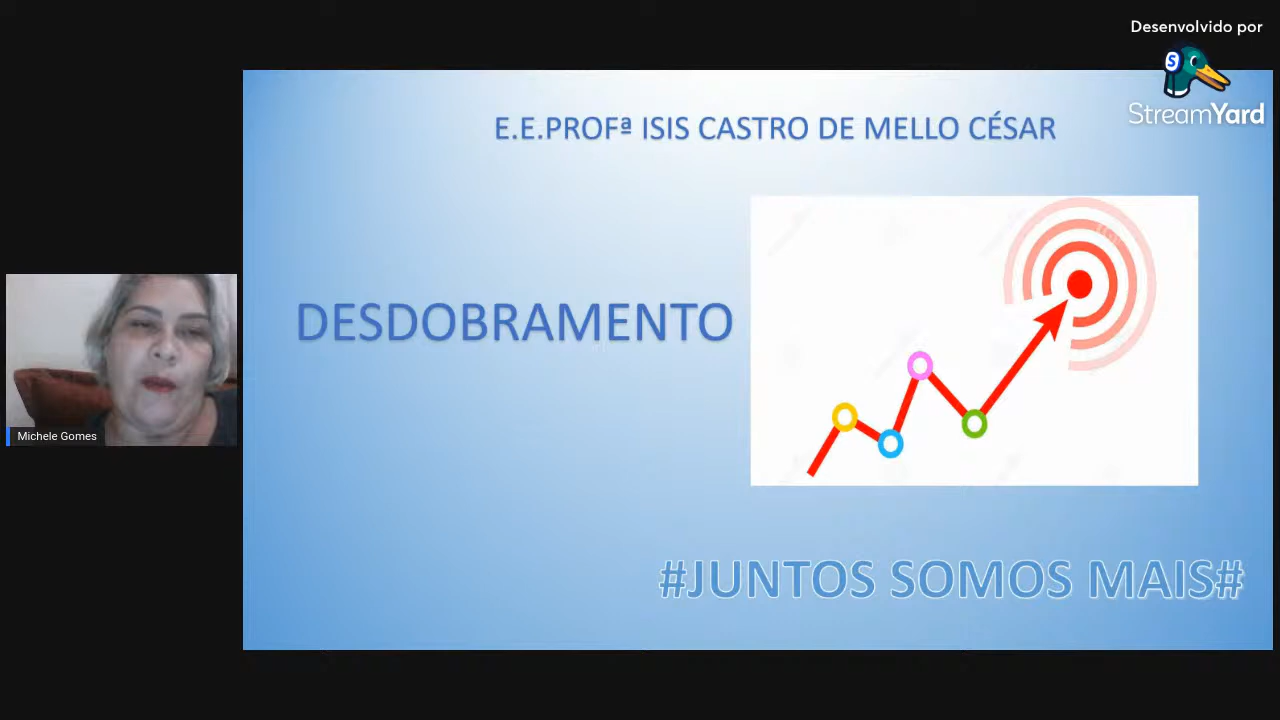 Desenvolvido por
StreamYard
E.E.PROFª ISIS CASTRO DE MELLO CÉSAR
DESDOBRAMENTO
Michele Gomes
#JUNTOS SOMOS MAIS#